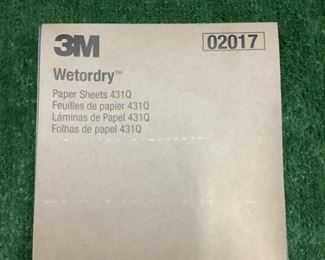 3M
02017
Wetordry™
Paper Sheets 431Q
Feuilles de papier 431Q
Láminas de Papel 431Q
Folhas de papel 431Q